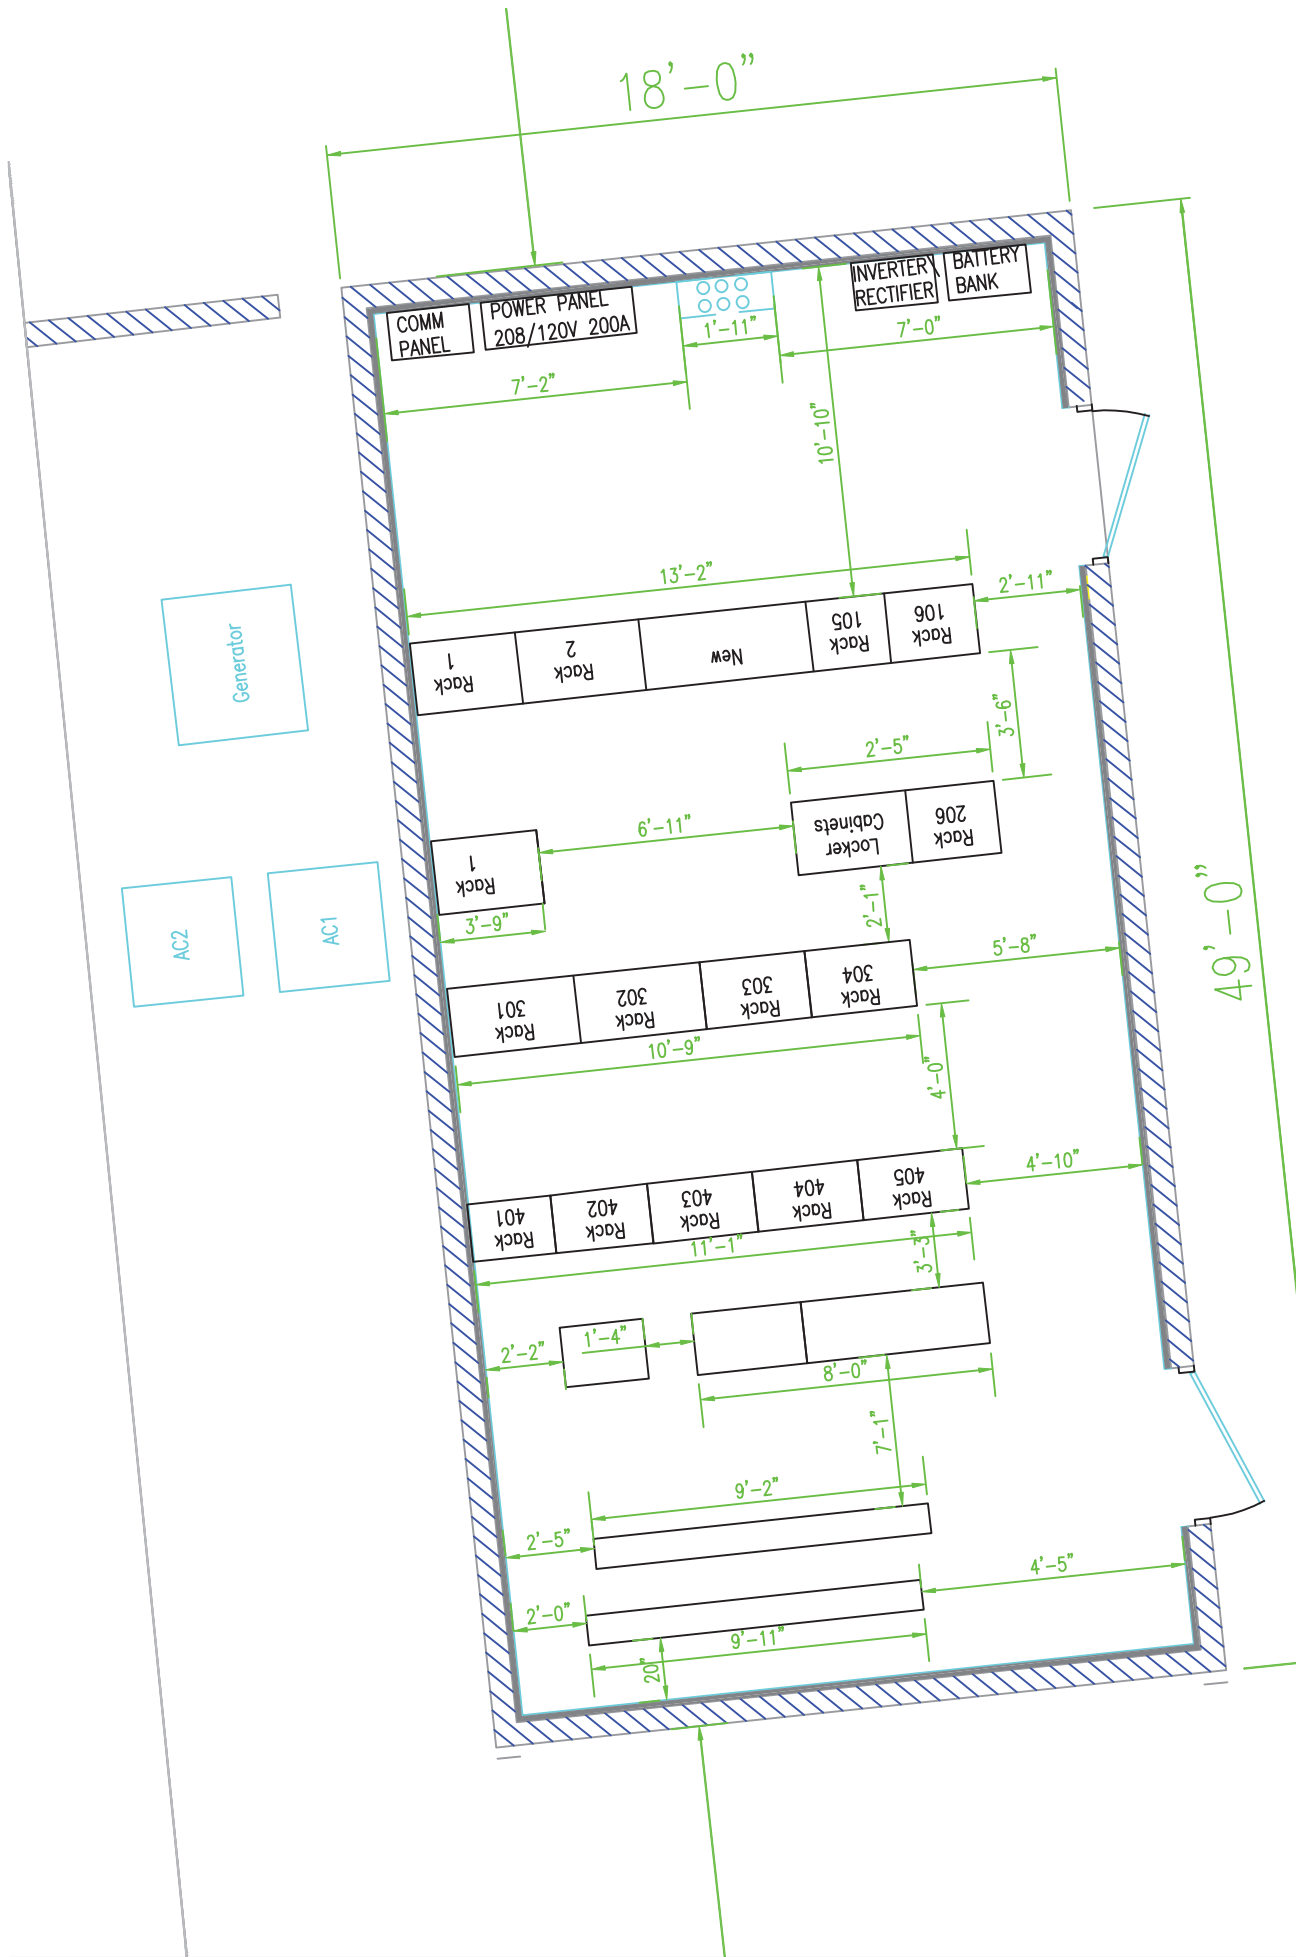 18'-0"
COMM
PANEL
POWER PANEL
208/120V 200A
INVERTER\
RECTIFIER
BATTERY
BANK
1'-11"
7'-0"
7'-2"
10'-10"
13'-2"
2'-11"
Rack
1
Rack
2
New
Rack
105
Rack
106
Generator
3'-6"
2'-5"
6'-11"
Locker
Cabinets
Rack
206
Rack
1
3'-9"
2'-1"
AC2
AC1
5'-8"
49'-0"
Rack
301
Rack
302
Rack
303
Rack
304
10'-9"
4'-0"
4'-10"
Rack
401
Rack
402
Rack
403
Rack
404
Rack
405
11'-1"
3'-3"
2'-2"
1'-4"
8'-0"
7'-1"
9'-2"
2'-5"
4'-5"
2'-0"
9'-11"
20"